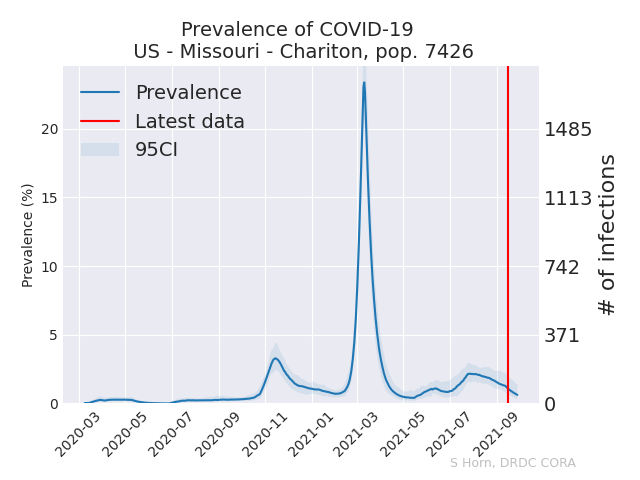 Prevalence of COVID-19
US - Missouri - Chariton, pop. 7426
Prevalence
Latest data
95CI
Prevalence (%)
20
15
10
5
0
1485
1113
742
371
0
# of infections
2020-03
2020-05
2020-07
2020-09
2020-11
2021-01
2021-03
2021-05
2021-07
2021-09
S Horn, DRDC CORA